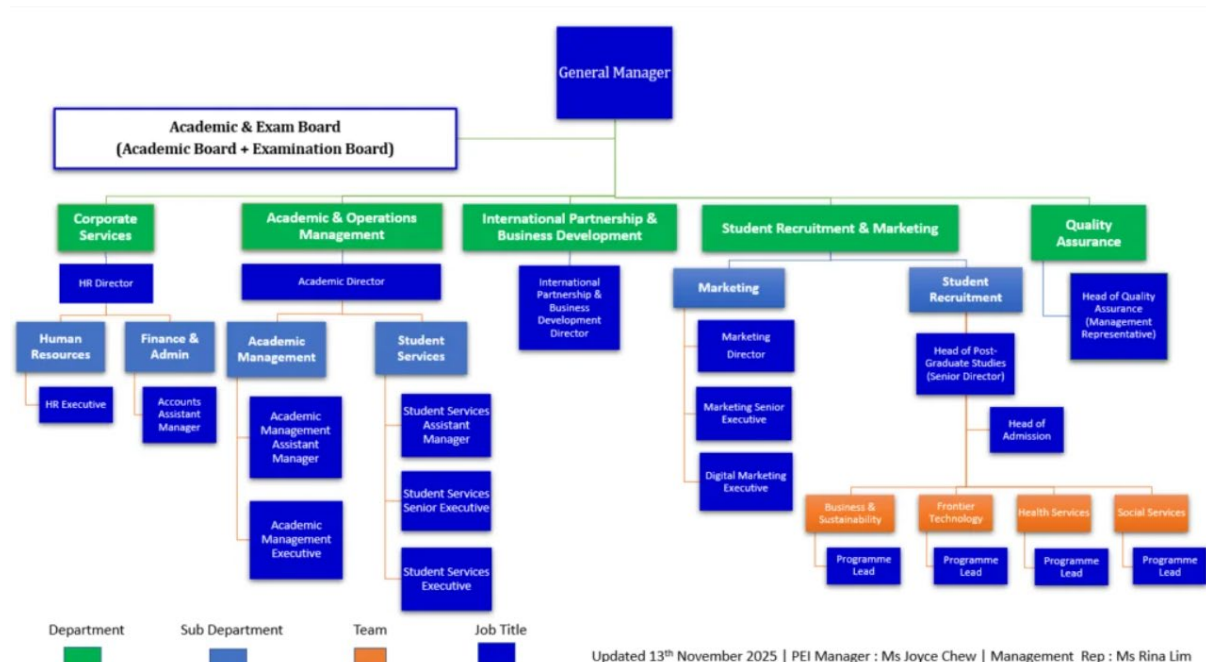 General Manager
Academic & Exam Board
(Academic Board + Examination Board)
Corporate
Services
Academic & Operations
Management
International Partnership &
Business Development
Student Recruitment & Marketing
Quality
Assurance
HR Director
Academic Director
International
Partnership &
Business
Development
Director
Marketing
Student
Recruitment
Head of Quality
Assurance
(Management
Representative)
Human
Resources
Finance &
Admin
Academic
Management
Student
Services
Marketing
Director
Head of Post-
Graduate Studies
(Senior Director)
HR Executive
Accounts
Assistant
Manager
Academic
Management
Assistant
Manager
Student Services
Assistant
Manager
Marketing Senior
Executive
Head of
Admission
Digital Marketing
Executive
Student Services
Senior Executive
Business &
Sustainability
Frontier
Technology
Health Services
Social Services
Academic
Management
Executive
Student Services
Executive
Programme
Lead
Programme
Lead
Programme
Lead
Programme
Lead
Department
Sub Department
Team
Job Title
Updated 13th November 2025 | PEI Manager : Ms Joyce Chew | Management Rep : Ms Rina Lim